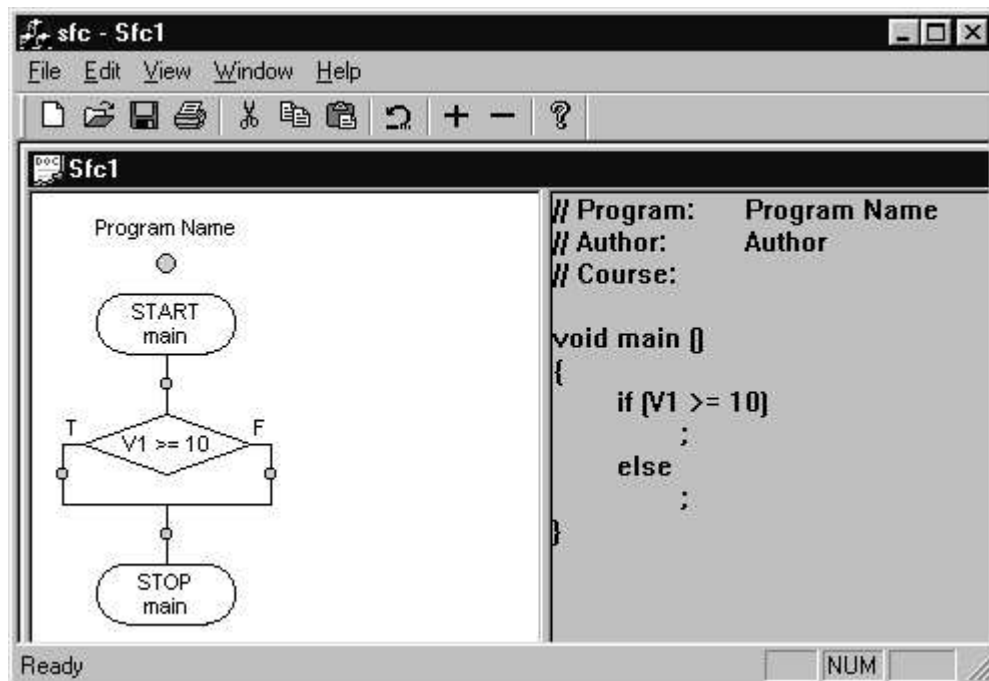 sfc - Sfc1
File Edit View Window Help
Sfc1
Program Name
START
main
T
V1 >= 10
F
STOP
main
// Program: Program Name
// Author: Author
// Course:
void main ()
{
if (V1 >= 10)
;
else
;
}
Ready
NUM